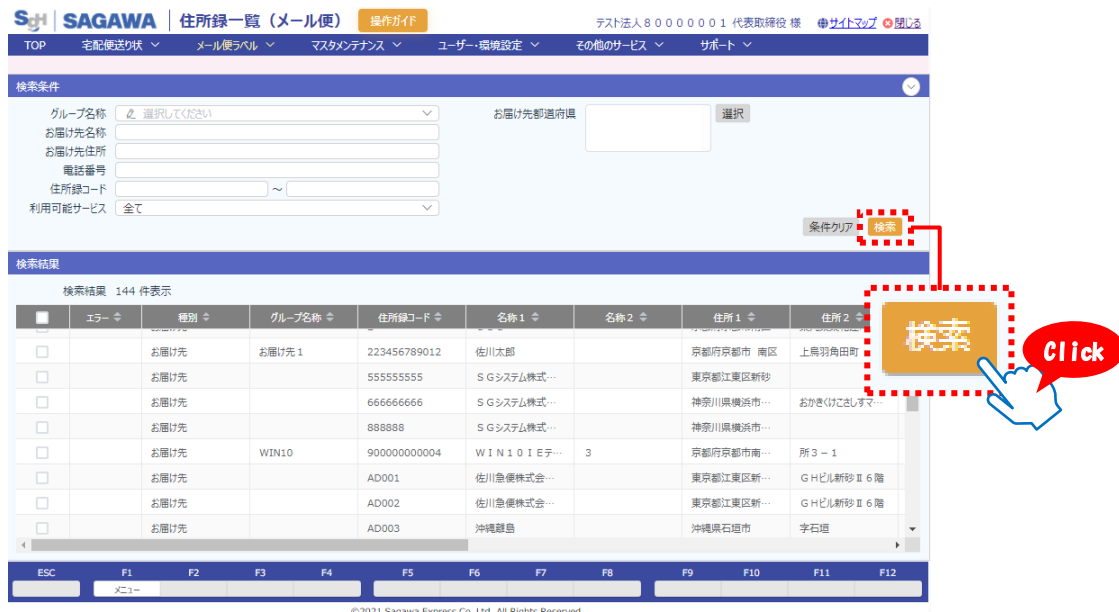 SGH SAGAWA 住所録一覧（メール便） 操作ガイド テスト法人８０００００００１ 代表取締役 様 サイトマップ 閉じる
TOP 宅配便送り状 メール便ラベル マスタメンテナンス ユーザー・環境設定 その他のサービス サポート
検索条件
グループ名称 選択してください お届け先都道府県 選択
お届け先名称
お届け先住所
電話番号
住所録コード ～
利用可能サービス 全て
条件クリア 検索
検索結果
検索結果 144 件表示
エラー 種別 グループ名称 住所録コード 名称１ 名称２ 住所１ 住所２
お届け先 お届け先１ 223456789012 佐川太郎 京都府京都市 南区 上鳥羽角田町
お届け先 555555555 ＳＧシステム株式… 東京都江東区新砂
お届け先 666666666 ＳＧシステム株式… 神奈川県横浜市… おかきくけこさしすマ…
お届け先 888888 ＳＧシステム株式… 神奈川県横浜市…
お届け先 WIN10 900000000004 ＷＩＮ１０ＩＥテ… ３ 京都府京都市南… 所３－１
お届け先 AD001 佐川急便株式会… 東京都江東区新… ＧＨビル新砂Ⅱ６階
お届け先 AD002 佐川急便株式会… 東京都江東区新… ＧＨビル新砂Ⅱ６階
お届け先 AD003 沖縄離島 沖縄県石垣市 字石垣
検索
Click
ESC F1 F2 F3 F4 F5 F6 F7 F8 F9 F10 F11 F12
メニュー
©2021 Sagawa Express Co.,Ltd. All Rights Reserved.